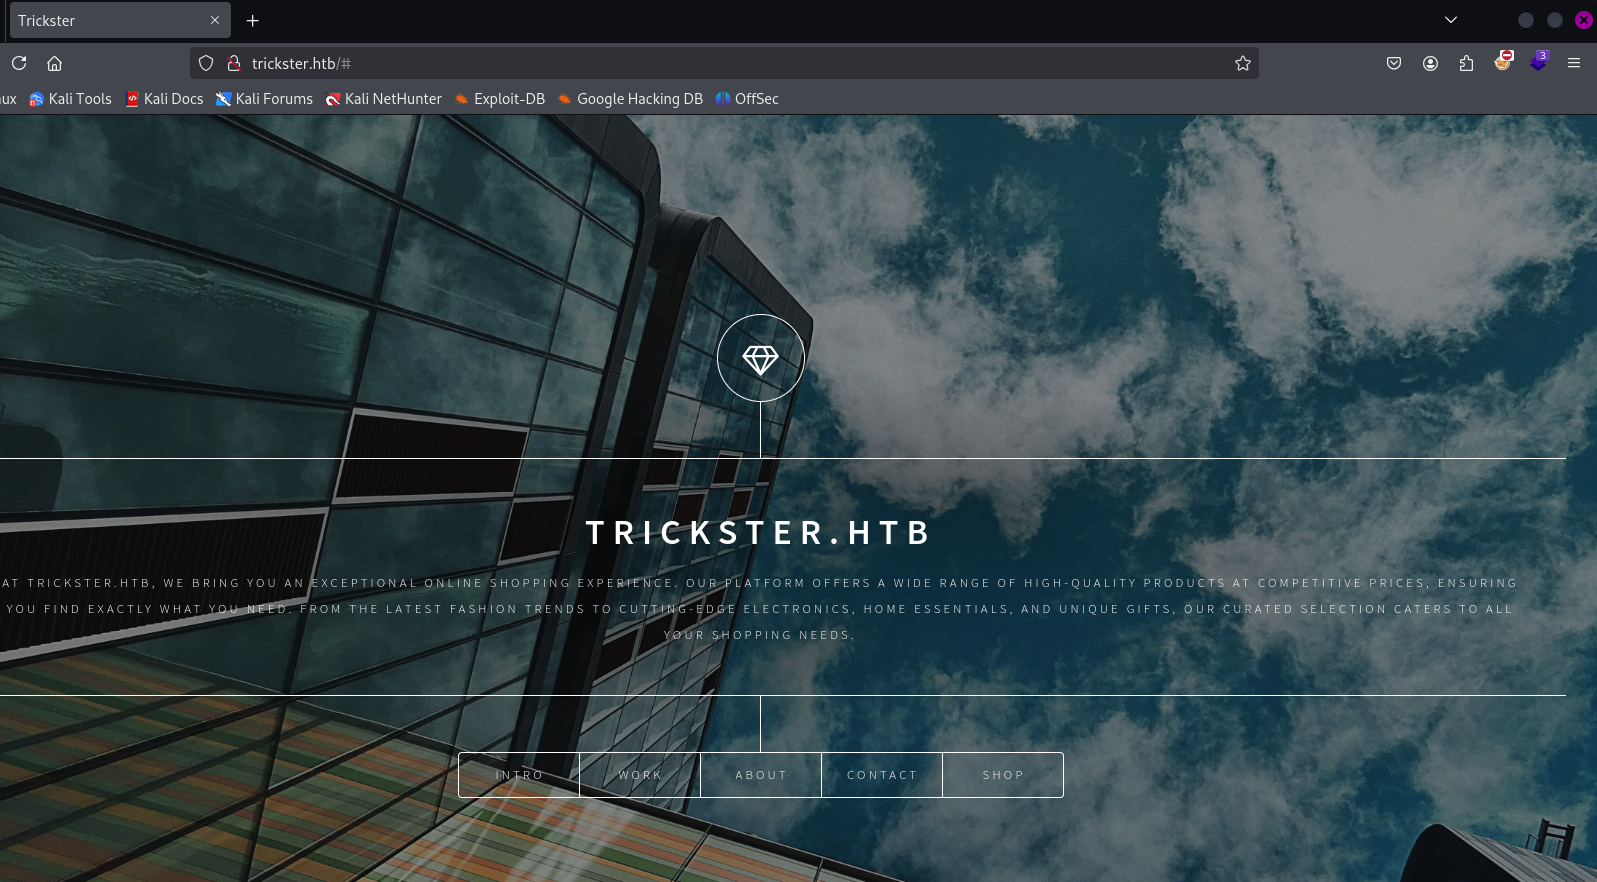 Trickster
trickster.htb/#
3
ux Kali Tools Kali Docs Kali Forums Kali NetHunter Exploit-DB Google Hacking DB OffSec
TRICKSTER.HTB
AT TRICKSTER.HTB, WE BRING YOU AN EXCEPTIONAL ONLINE SHOPPING EXPERIENCE. OUR PLATFORM OFFERS A WIDE RANGE OF HIGH-QUALITY PRODUCTS AT COMPETITIVE PRICES, ENSURING
YOU FIND EXACTLY WHAT YOU NEED. FROM THE LATEST FASHION TRENDS TO CUTTING-EDGE ELECTRONICS, HOME ESSENTIALS, AND UNIQUE GIFTS, OUR CURATED SELECTION CATERS TO ALL
YOUR SHOPPING NEEDS.
INTRO WORK ABOUT CONTACT SHOP